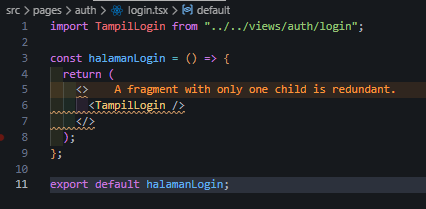 src > pages > auth > login.tsx > default
1 import TampilLogin from "../../views/auth/login";
2
3 const halamanLogin = () => {
4 return (
5 <> A fragment with only one child is redundant.
6 <TampilLogin />
7 </>
8 );
9 };
10
11 export default halamanLogin;